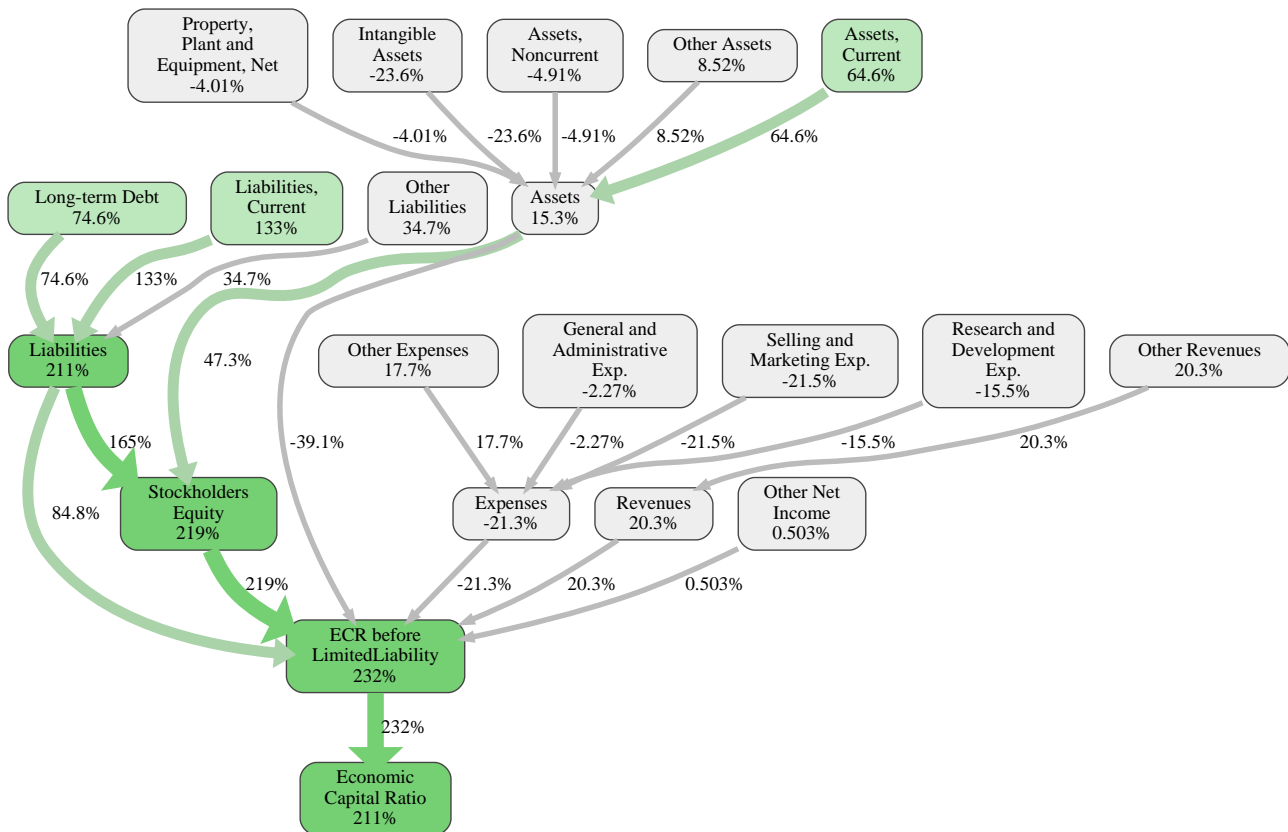 Property,
Plant and
Equipment, Net
-4.01%
Intangible
Assets
-23.6%
Assets,
Noncurrent
-4.91%
Other Assets
8.52%
Assets,
Current
64.6%
-4.01%
-23.6%
-4.91%
8.52%
64.6%
Long-term Debt
74.6%
Liabilities,
Current
133%
Other
Liabilities
34.7%
Assets
15.3%
74.6%
133%
34.7%
Liabilities
211%
47.3%
Other Expenses
17.7%
General and
Administrative
Exp.
-2.27%
Selling and
Marketing Exp.
-21.5%
Research and
Development
Exp.
-15.5%
Other Revenues
20.3%
165%
-39.1%
17.7%
-2.27%
-21.5%
-15.5%
20.3%
84.8%
Stockholders
Equity
219%
Expenses
-21.3%
Revenues
20.3%
Other Net
Income
0.503%
219%
-21.3%
20.3%
0.503%
ECR before
LimitedLiability
232%
232%
Economic
Capital Ratio
211%